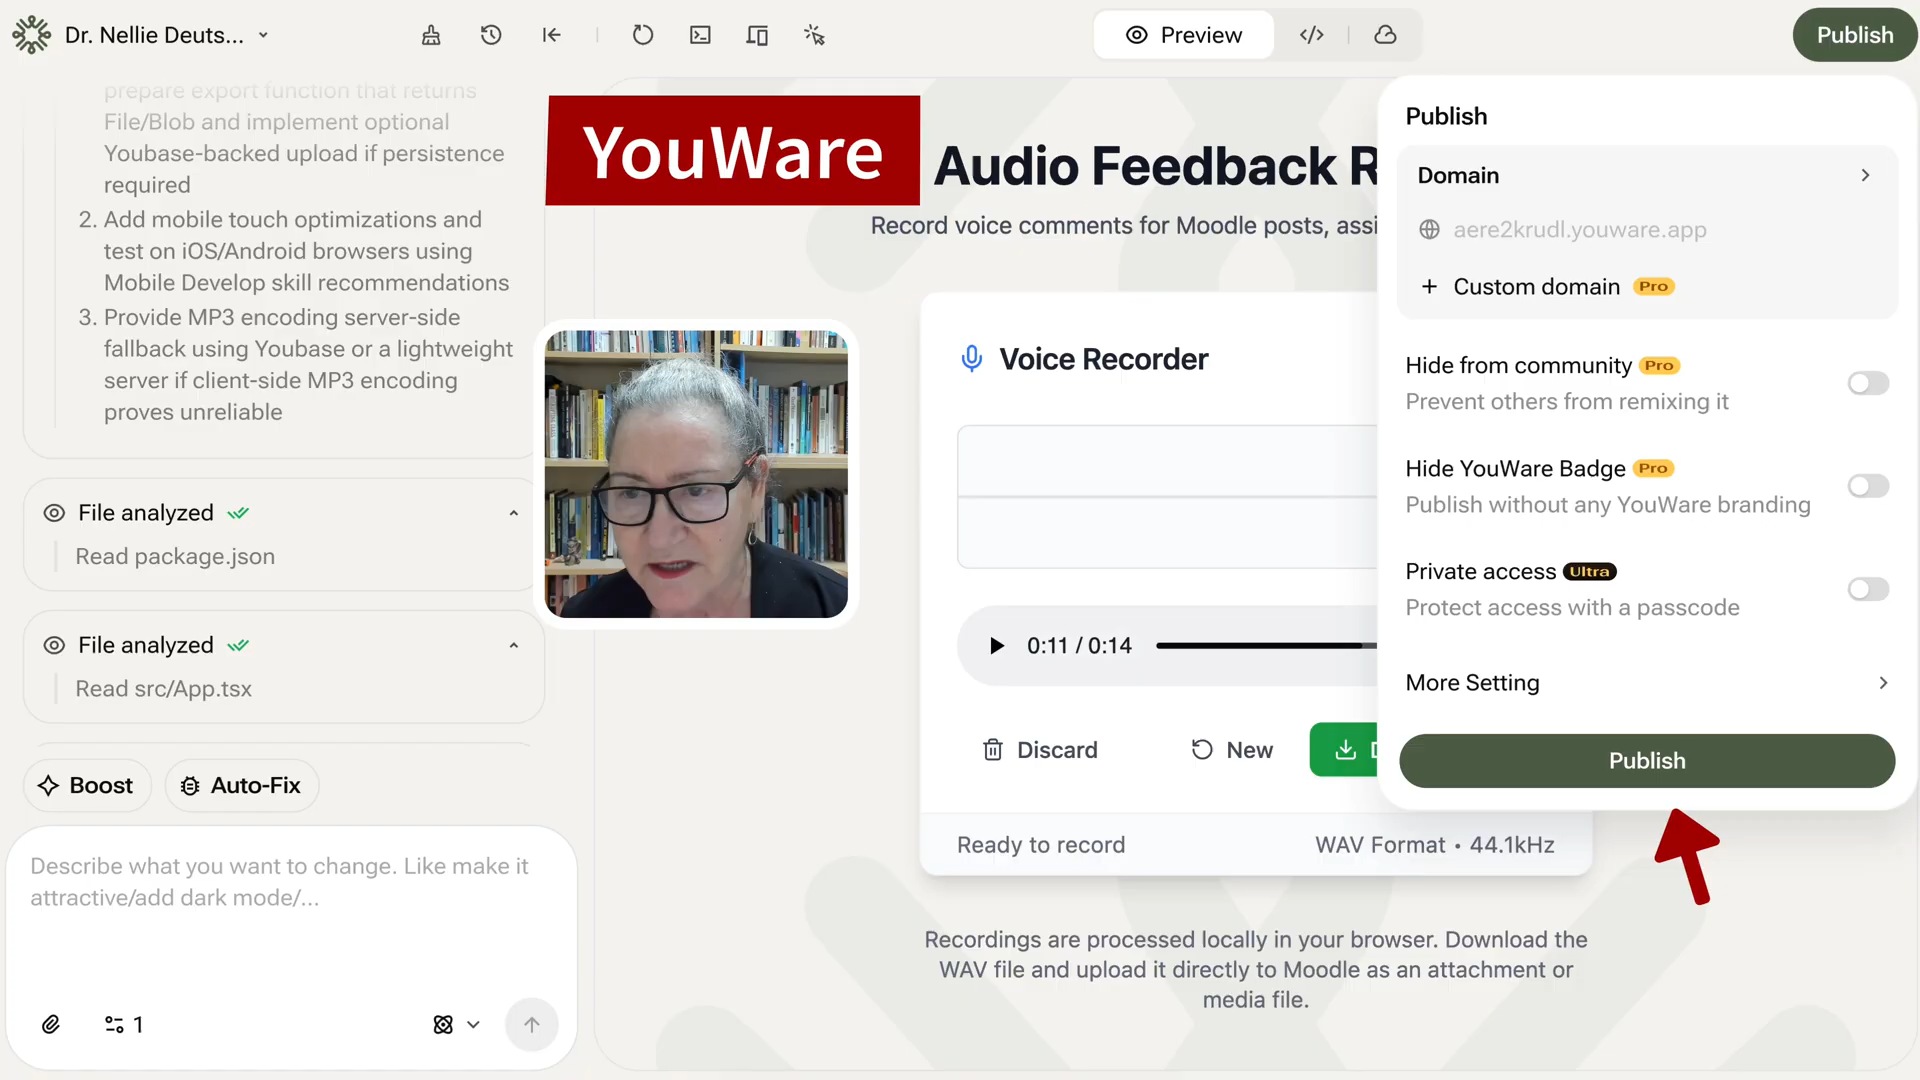 Dr. Nellie Deuts...
Preview
Publish
prepare export function that returns
File/Blob and implement optional
Youbase-backed upload if persistence
required
2. Add mobile touch optimizations and
test on iOS/Android browsers using
Mobile Develop skill recommendations
3. Provide MP3 encoding server-side
fallback using Youbase or a lightweight
server if client-side MP3 encoding
proves unreliable
File analyzed
Read package.json
File analyzed
Read src/App.tsx
Boost
Auto-Fix
Describe what you want to change. Like make it
attractive/add dark mode/...
1
YouWare
Audio Feedback R
Record voice comments for Moodle posts, assi
Voice Recorder
0:11 / 0:14
Discard
New
D
Ready to record
WAV Format • 44.1kHz
Recordings are processed locally in your browser. Download the
WAV file and upload it directly to Moodle as an attachment or
media file.
Publish
Domain
aere2krudl.youware.app
+ Custom domain Pro
Hide from community Pro
Prevent others from remixing it
Hide YouWare Badge Pro
Publish without any YouWare branding
Private access Ultra
Protect access with a passcode
More Setting
Publish